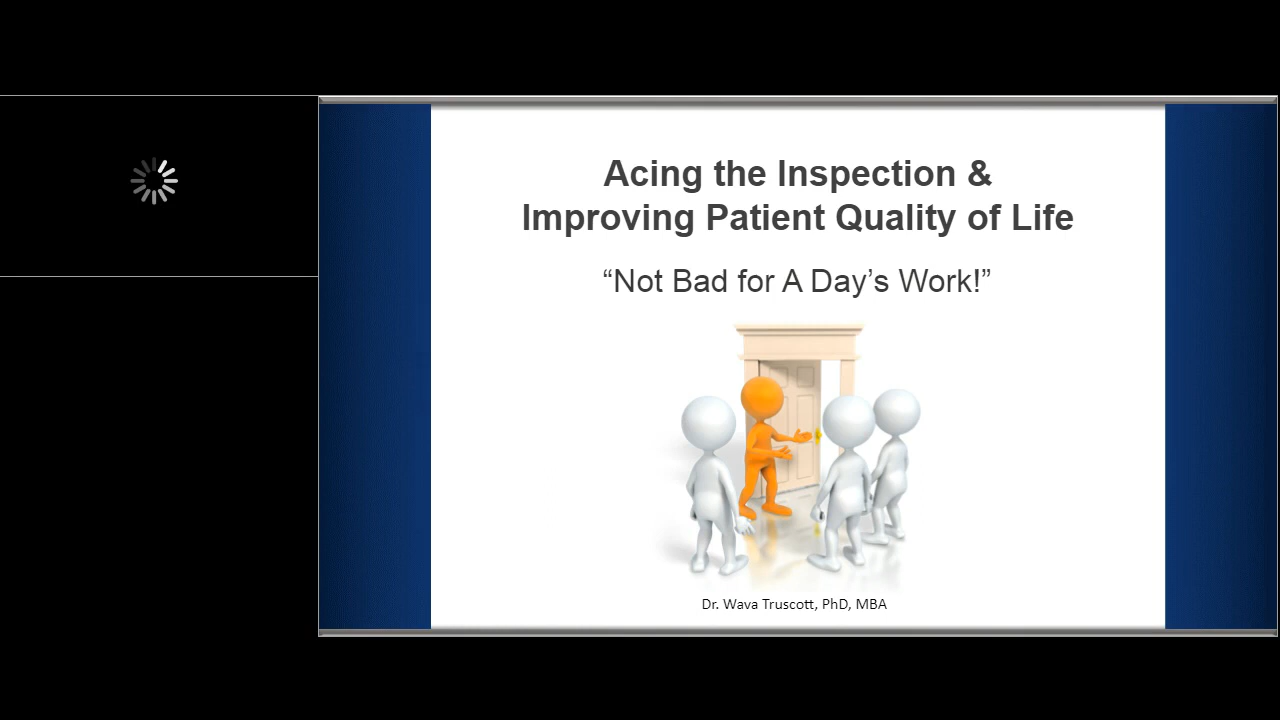 Acing the Inspection &
Improving Patient Quality of Life
“Not Bad for A Day’s Work!”
Dr. Wava Truscott, PhD, MBA